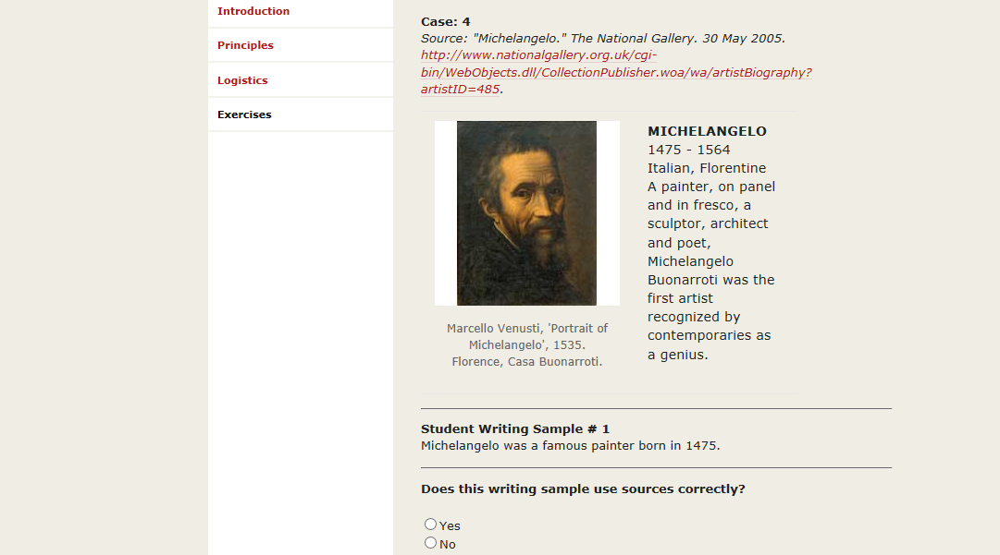 Introduction
Principles
Logistics
Exercises
Case: 4
Source: "Michelangelo." The National Gallery. 30 May 2005.
http://www.nationalgallery.org.uk/cgi-
bin/WebObjects.dll/CollectionPublisher.woa/wa/artistBiography?
artistID=485.
Marcello Venusti, 'Portrait of
Michelangelo', 1535.
Florence, Casa Buonarroti.
MICHELANGELO
1475 - 1564
Italian, Florentine
A painter, on panel
and in fresco, a
sculptor, architect
and poet,
Michelangelo
Buonarroti was the
first artist
recognized by
contemporaries as
a genius.
Student Writing Sample # 1
Michelangelo was a famous painter born in 1475.
Does this writing sample use sources correctly?
Yes
No